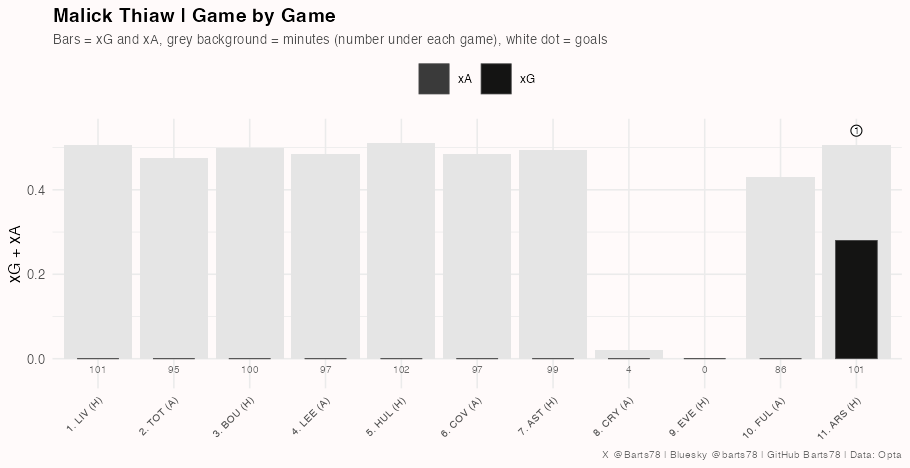 Malick Thiaw | Game by Game
Bars = xG and xA, grey background = minutes (number under each game), white dot = goals
xA xG
1
xG + xA
0.4
0.2
0.0
101 95 100 97 102 97 99 4 0 86 101
1. LIV (H) 2. TOT (A) 3. BOU (H) 4. LEE (A) 5. HUL (H) 6. COV (A) 7. AST (H) 8. CRY (A) 9. EVE (H) 10. FUL (A) 11. ARS (H)
X @Barts78 | Bluesky @barts78 | GitHub Barts78 | Data: Opta